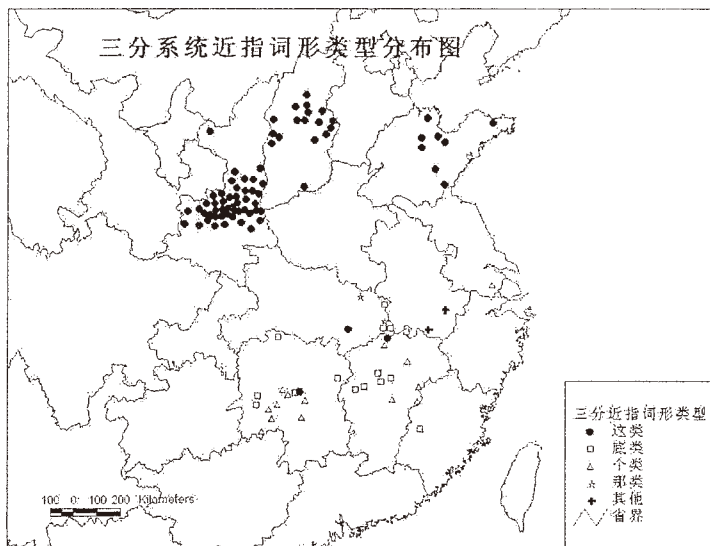 三分系统近指词形类型分布图
三分近指词形类型
这类
底类
个类
那类
其他
省界
100 0 100 200 Kilometers